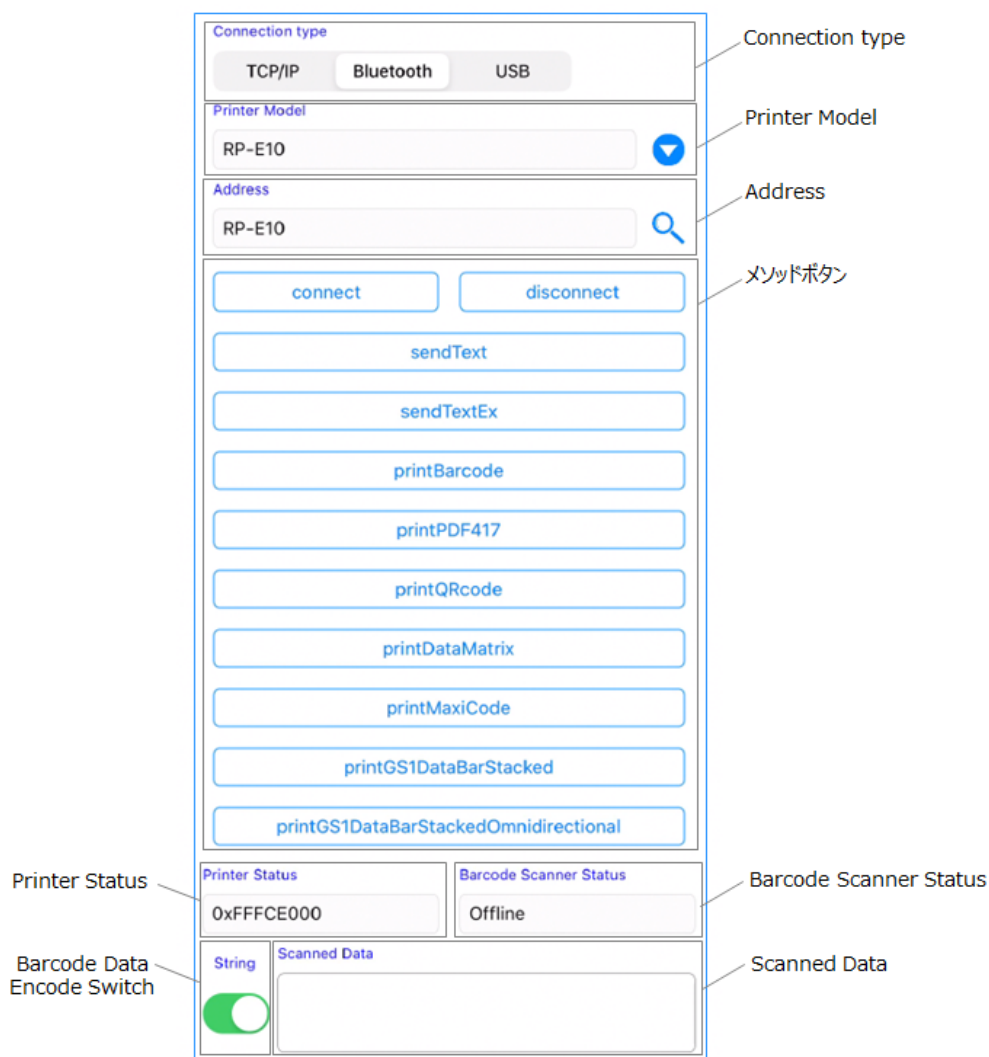 Connection type
TCP/IP Bluetooth USB
Connection type
Printer Model
RP-E10
Printer Model
Address
RP-E10
Address
connect disconnect
メソッドボタン
sendText
sendTextEx
printBarcode
printPDF417
printQRcode
printDataMatrix
printMaxiCode
printGS1DataBarStacked
printGS1DataBarStackedOmnidirectional
Printer Status
Printer Status
0xFFFCE000
Barcode Scanner Status
Offline
Barcode Scanner Status
Barcode Data
Encode Switch
String
Scanned Data
Scanned Data